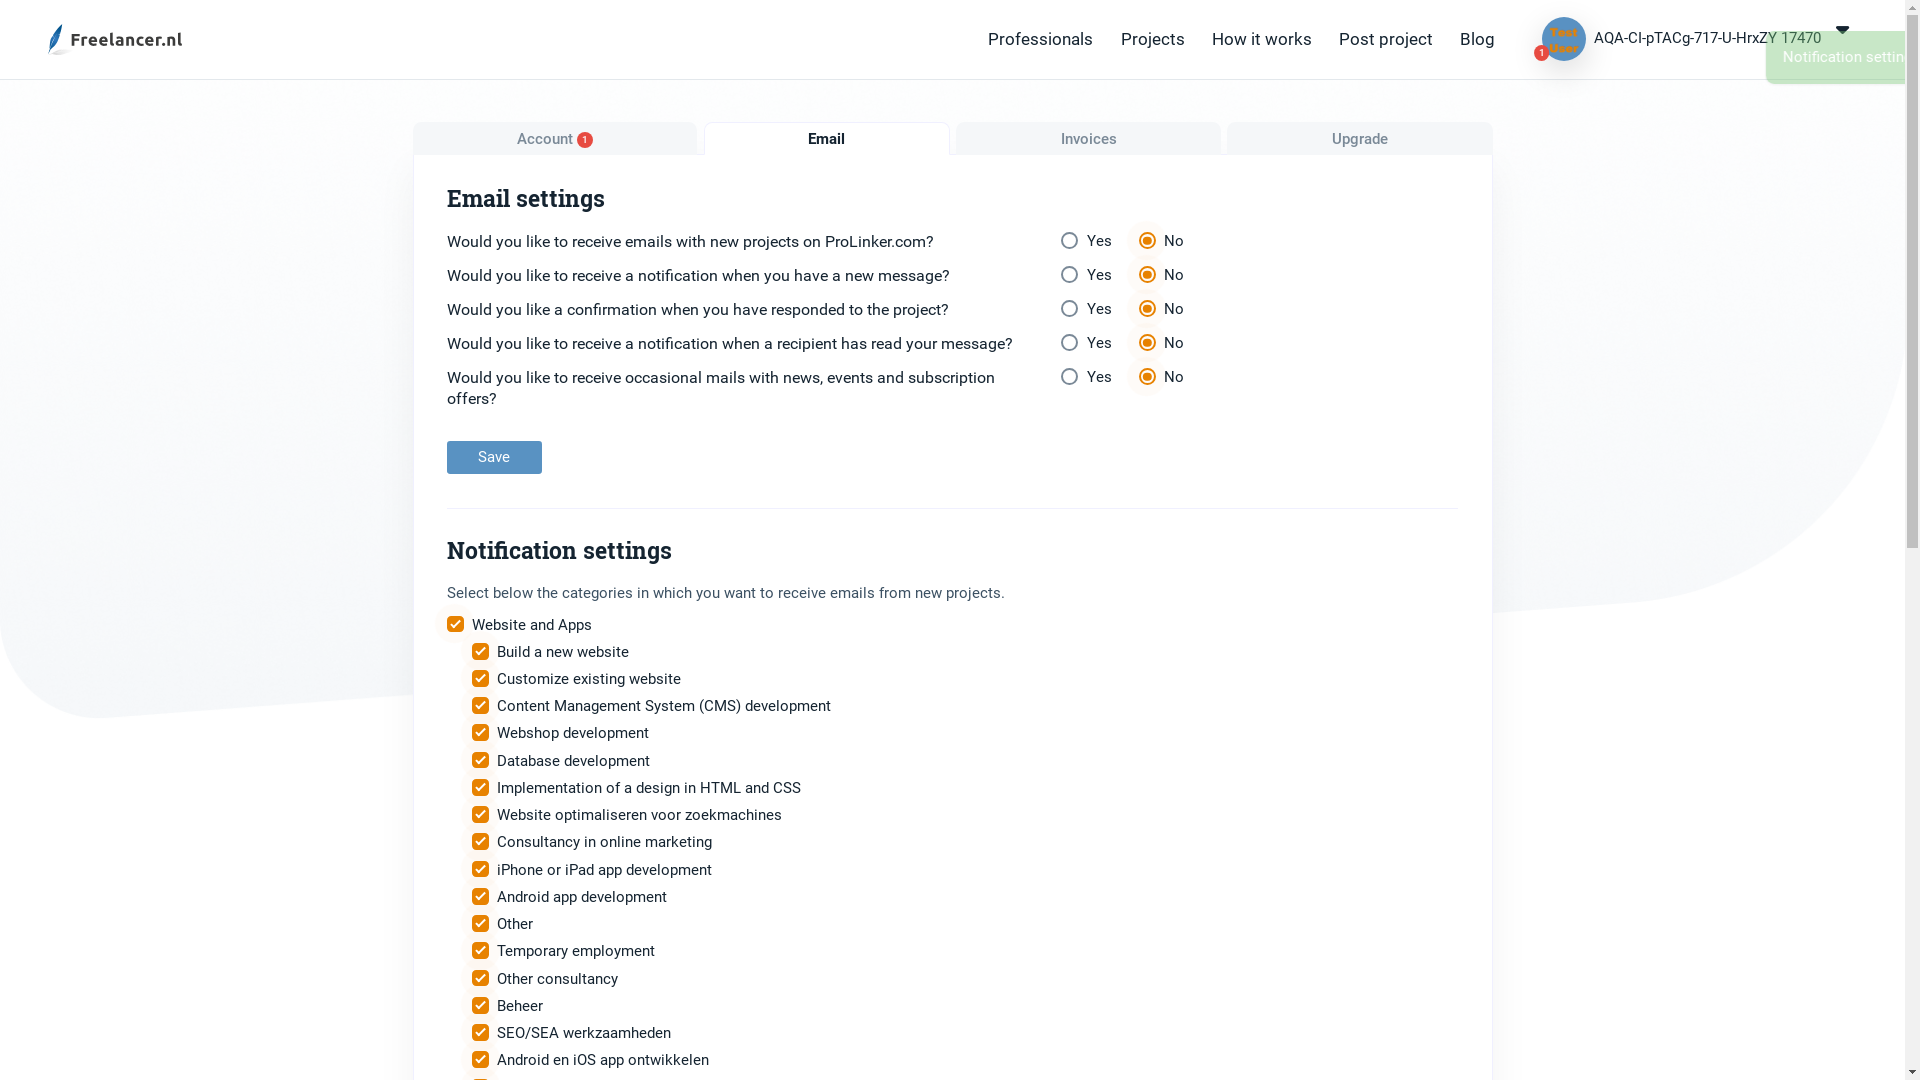 Freelancer.nl
Professionals
Projects
How it works
Post project
Blog
Test
User
1
AQA-CI-pTACg-717-U-HrxZY 17470
Notification settin
Account 1
Email
Invoices
Upgrade
Email settings
Would you like to receive emails with new projects on ProLinker.com?
Yes No
Would you like to receive a notification when you have a new message?
Yes No
Would you like a confirmation when you have responded to the project?
Yes No
Would you like to receive a notification when a recipient has read your message?
Yes No
Would you like to receive occasional mails with news, events and subscription
offers?
Yes No
Save
Notification settings
Select below the categories in which you want to receive emails from new projects.
Website and Apps
Build a new website
Customize existing website
Content Management System (CMS) development
Webshop development
Database development
Implementation of a design in HTML and CSS
Website optimaliseren voor zoekmachines
Consultancy in online marketing
iPhone or iPad app development
Android app development
Other
Temporary employment
Other consultancy
Beheer
SEO/SEA werkzaamheden
Android en iOS app ontwikkelen